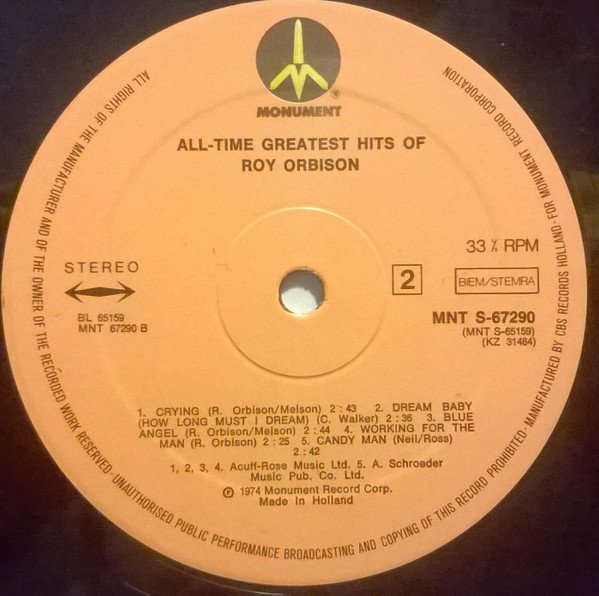 MONUMENT
®
ALL-TIME GREATEST HITS OF
ROY ORBISON
STEREO
BL 65159
MNT 67290 B
33⅓ RPM
2
BIEM/STEMRA
MNT S-67290
(MNT S-65159)
(KZ 31484)
1. CRYING (R. Orbison/Melson) 2:43 2. DREAM BABY
(HOW LONG MUST I DREAM) (C. Walker) 2:36 3. BLUE
ANGEL (R. Orbison/Melson) 2:44 4. WORKING FOR THE
MAN (R. Orbison) 2:25 5. CANDY MAN (Neil/Ross)
2:42
1, 2, 3, 4. Acuff-Rose Music Ltd. 5. A. Schroeder
Music Pub. Co. Ltd.
℗ 1974 Monument Record Corp.
Made In Holland
ALL RIGHTS OF THE MANUFACTURER AND OF THE OWNER OF THE RECORDED WORK RESERVED·UNAUTHORISED PUBLIC PERFORMANCE BROADCASTING AND COPYING OF THIS RECORD PROHIBITED·MANUFACTURED BY CBS RECORDS HOLLAND·FOR MONUMENT RECORD CORPORATION